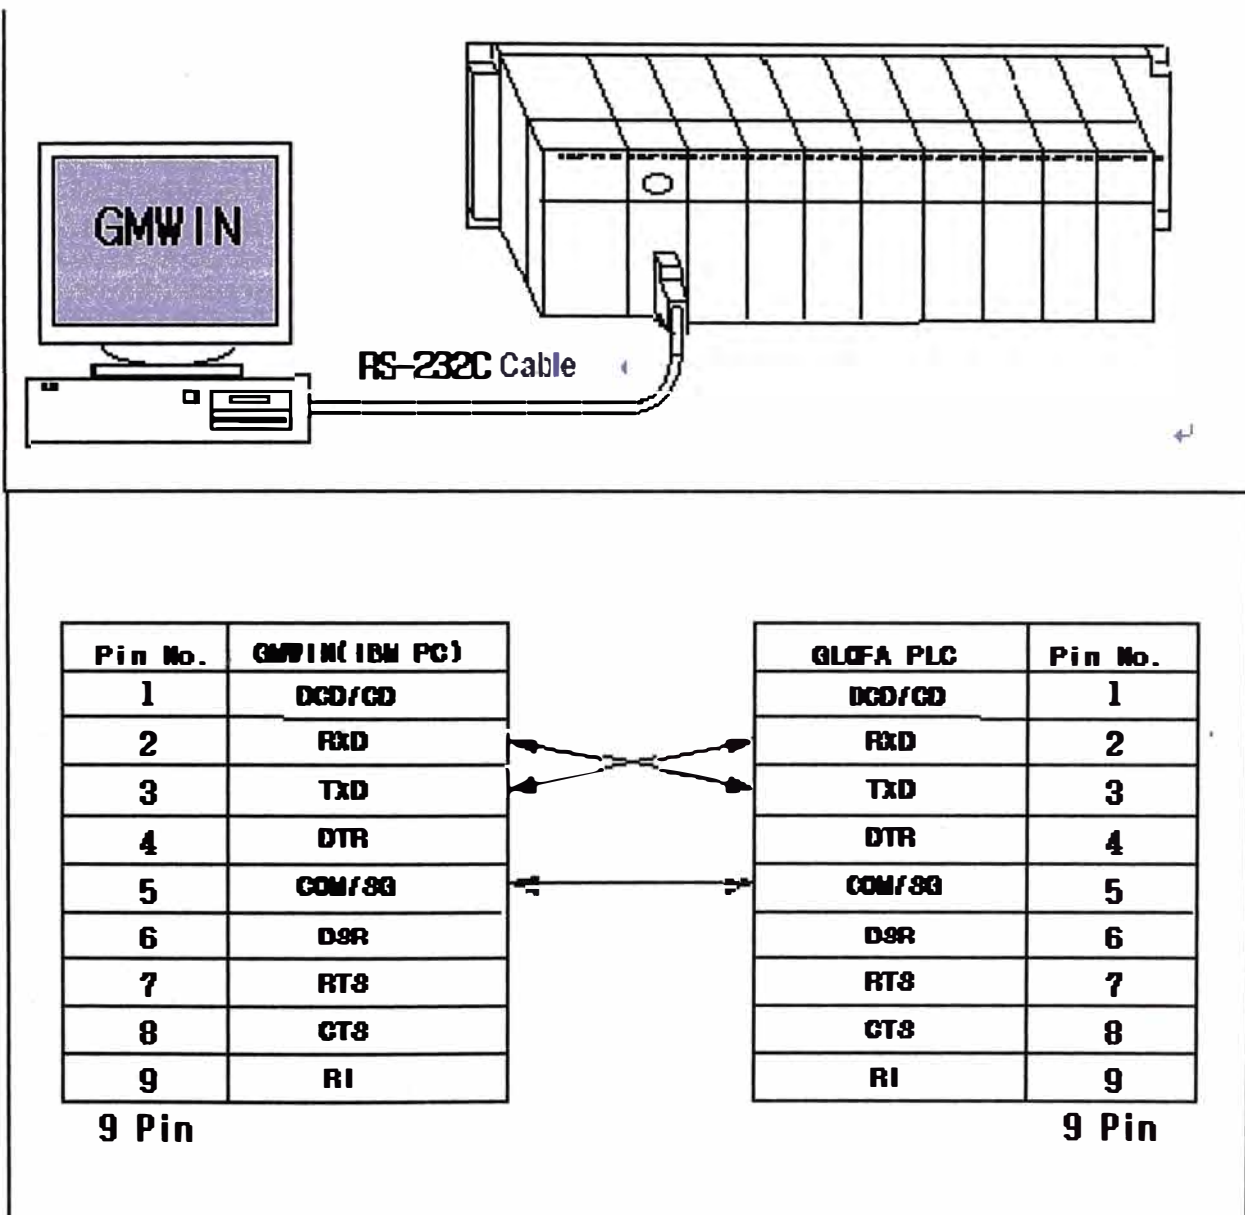 GMWIN
RS-232C Cable
Pin No. GMWIN(IBM PC) GLOFA PLC Pin No.
1 DCD/CD DCD/CD 1
2 RXD RXD 2
3 TXD TXD 3
4 DTR DTR 4
5 COM/SG COM/SG 5
6 DSR DSR 6
7 RTS RTS 7
8 CTS CTS 8
9 RI RI 9
9 Pin 9 Pin